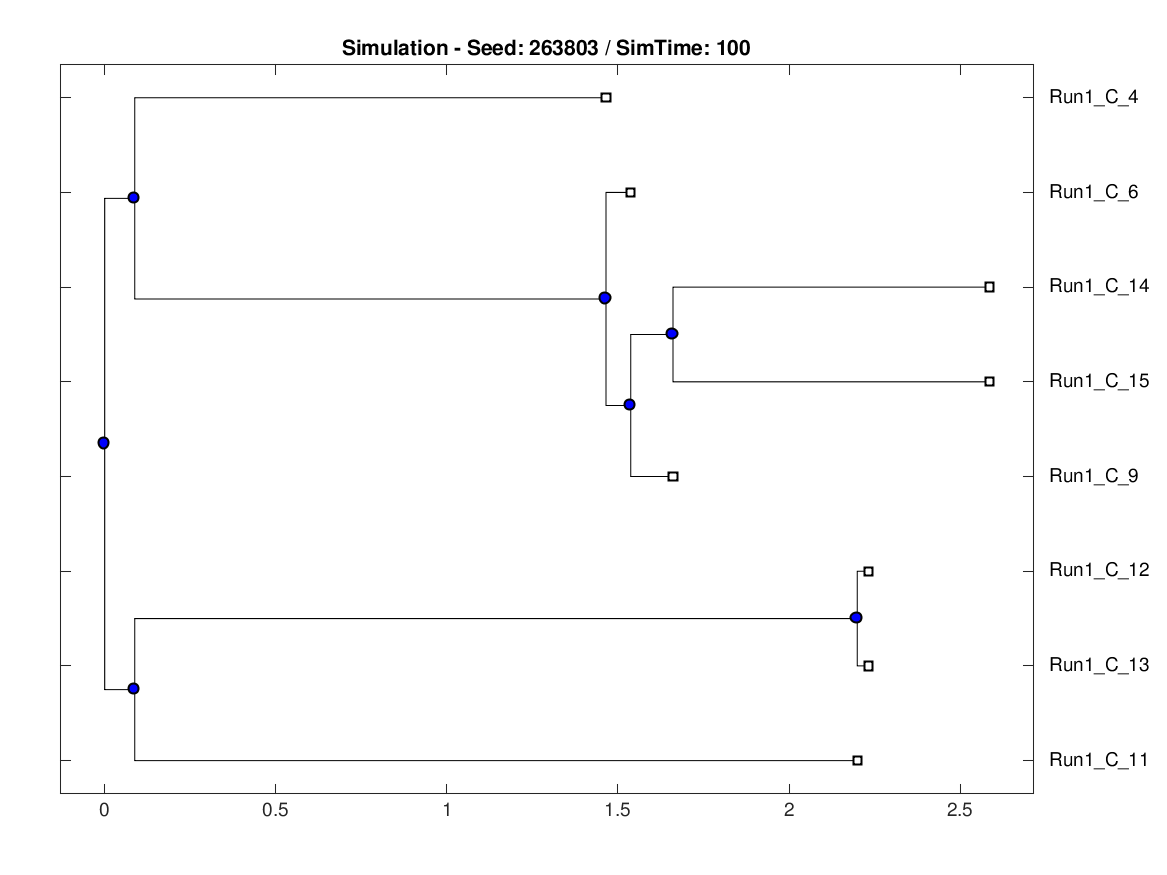 Simulation - Seed: 263803 / SimTime: 100
Run1_C_4
Run1_C_6
Run1_C_14
Run1_C_15
Run1_C_9
Run1_C_12
Run1_C_13
Run1_C_11
0 0.5 1 1.5 2 2.5